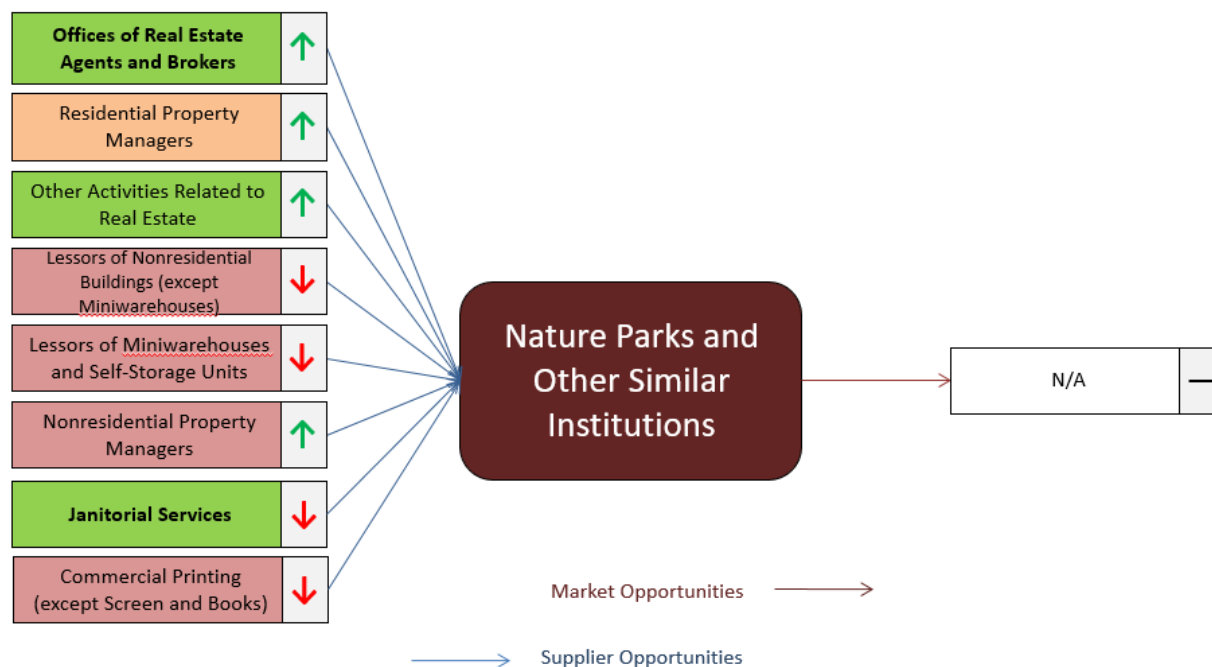 Offices of Real Estate
Agents and Brokers
Residential Property
Managers
Other Activities Related to
Real Estate
Lessors of Nonresidential
Buildings (except
Miniwarehouses)
Lessors of Miniwarehouses
and Self-Storage Units
Nonresidential Property
Managers
Janitorial Services
Commercial Printing
(except Screen and Books)
Nature Parks and
Other Similar
Institutions
N/A
Market Opportunities
Supplier Opportunities